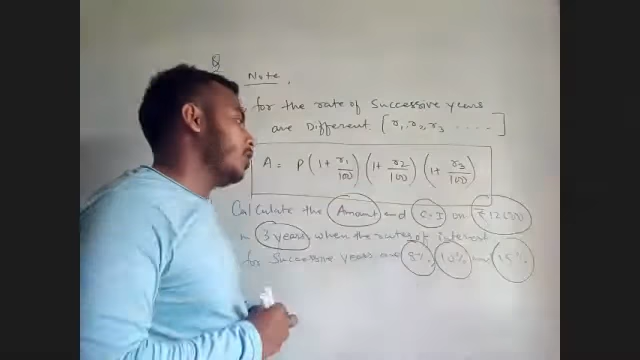 Q
Note.
for the rate of Successive years
are Different [r₁, r₂, r₃ .....]
A = P(1+r₁/100)(1+r₂/100)(1+r₃/100)
Calculate the Amount and C.I on ₹12000
3 years when the rates of interest
for Successive years are 8%, 10% and 15%